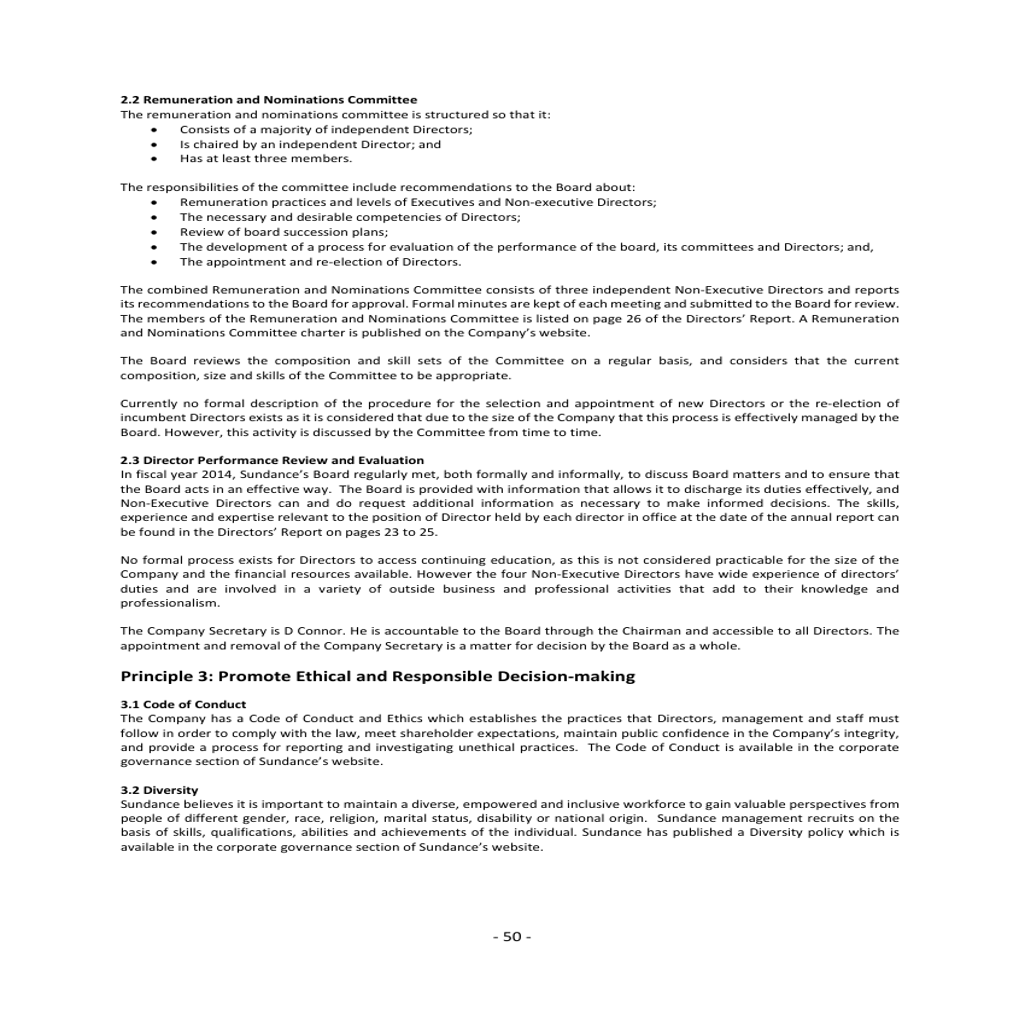 2.2 Remuneration and Nominations Committee
The remuneration and nominations committee is structured so that it:
• Consists of a majority of independent Directors;
• Is chaired by an independent Director; and
• Has at least three members.
The responsibilities of the committee include recommendations to the Board about:
• Remuneration practices and levels of Executives and Non-executive Directors;
• The necessary and desirable competencies of Directors;
• Review of board succession plans;
• The development of a process for evaluation of the performance of the board, its committees and Directors; and,
• The appointment and re-election of Directors.
The combined Remuneration and Nominations Committee consists of three independent Non-Executive Directors and reports
its recommendations to the Board for approval. Formal minutes are kept of each meeting and submitted to the Board for review.
The members of the Remuneration and Nominations Committee is listed on page 26 of the Directors’ Report. A Remuneration
and Nominations Committee charter is published on the Company’s website.
The Board reviews the composition and skill sets of the Committee on a regular basis, and considers that the current
composition, size and skills of the Committee to be appropriate.
Currently no formal description of the procedure for the selection and appointment of new Directors or the re-election of
incumbent Directors exists as it is considered that due to the size of the Company that this process is effectively managed by the
Board. However, this activity is discussed by the Committee from time to time.
2.3 Director Performance Review and Evaluation
In fiscal year 2014, Sundance’s Board regularly met, both formally and informally, to discuss Board matters and to ensure that
the Board acts in an effective way. The Board is provided with information that allows it to discharge its duties effectively, and
Non-Executive Directors can and do request additional information as necessary to make informed decisions. The skills,
experience and expertise relevant to the position of Director held by each director in office at the date of the annual report can
be found in the Directors’ Report on pages 23 to 25.
No formal process exists for Directors to access continuing education, as this is not considered practicable for the size of the
Company and the financial resources available. However the four Non-Executive Directors have wide experience of directors’
duties and are involved in a variety of outside business and professional activities that add to their knowledge and
professionalism.
The Company Secretary is D Connor. He is accountable to the Board through the Chairman and accessible to all Directors. The
appointment and removal of the Company Secretary is a matter for decision by the Board as a whole.
Principle 3: Promote Ethical and Responsible Decision-making
3.1 Code of Conduct
The Company has a Code of Conduct and Ethics which establishes the practices that Directors, management and staff must
follow in order to comply with the law, meet shareholder expectations, maintain public confidence in the Company’s integrity,
and provide a process for reporting and investigating unethical practices. The Code of Conduct is available in the corporate
governance section of Sundance’s website.
3.2 Diversity
Sundance believes it is important to maintain a diverse, empowered and inclusive workforce to gain valuable perspectives from
people of different gender, race, religion, marital status, disability or national origin. Sundance management recruits on the
basis of skills, qualifications, abilities and achievements of the individual. Sundance has published a Diversity policy which is
available in the corporate governance section of Sundance’s website.
- 50 -